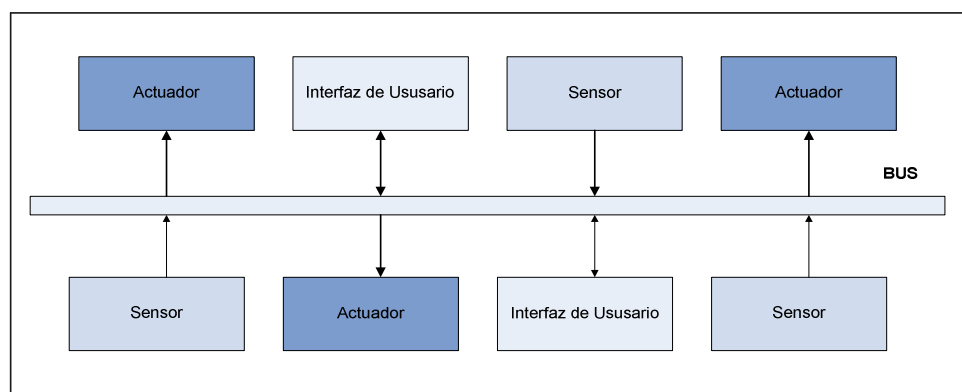 Actuador
Interfaz de Ususario
Sensor
Actuador
BUS
Sensor
Actuador
Interfaz de Ususario
Sensor